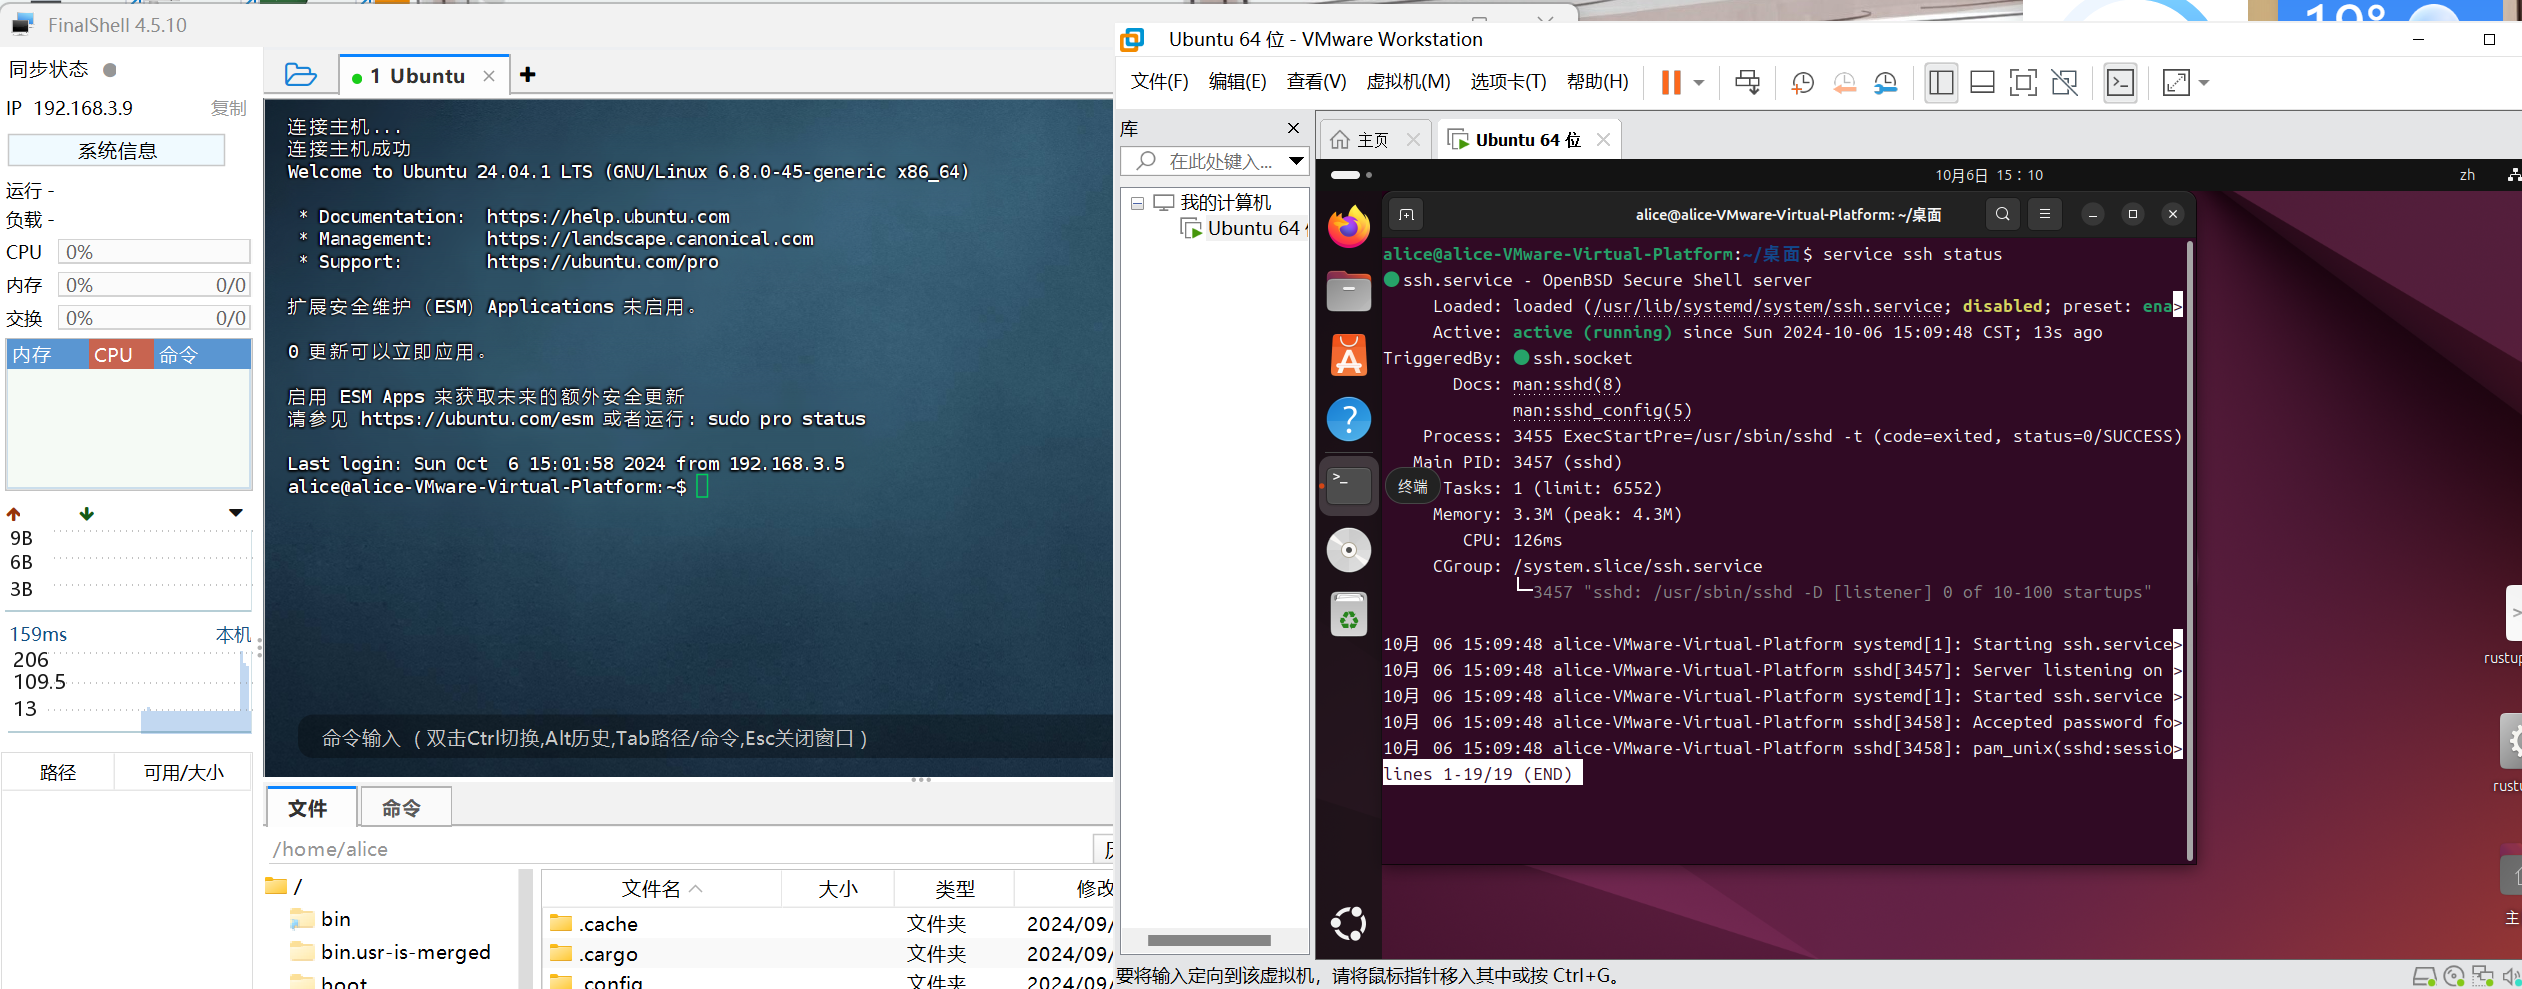 FinalShell 4.5.10
同步状态
IP 192.168.3.9
复制
系统信息
运行 -
负载 -
CPU 0%
内存 0% 0/0
交换 0% 0/0
内存 CPU 命令
9B
6B
3B
159ms 本机
206
109.5
13
路径 可用/大小
1 Ubuntu
连接主机...
连接主机成功
Welcome to Ubuntu 24.04.1 LTS (GNU/Linux 6.8.0-45-generic x86_64)
* Documentation: https://help.ubuntu.com
* Management: https://landscape.canonical.com
* Support: https://ubuntu.com/pro
扩展安全维护（ESM）Applications 未启用。
0 更新可以立即应用。
启用 ESM Apps 来获取未来的额外安全更新
请参见 https://ubuntu.com/esm 或者运行: sudo pro status
Last login: Sun Oct  6 15:01:58 2024 from 192.168.3.5
alice@alice-VMware-Virtual-Platform:~$
命令输入 (双击Ctrl切换,Alt历史,Tab路径/命令,Esc关闭窗口)
文件 命令
/home/alice
/
bin
bin.usr-is-merged
boot
文件名 大小 类型 修改
.cache 文件夹 2024/09/
.cargo 文件夹 2024/09/
.config 文件夹 2024/09/
19°
Ubuntu 64 位 - VMware Workstation
文件(F) 编辑(E) 查看(V) 虚拟机(M) 选项卡(T) 帮助(H)
库
在此处键入...
我的计算机
Ubuntu 64
主页
Ubuntu 64 位
10月6日 15：10
zh
alice@alice-VMware-Virtual-Platform: ~/桌面
alice@alice-VMware-Virtual-Platform:~/桌面$ service ssh status
ssh.service - OpenBSD Secure Shell server
Loaded: loaded (/usr/lib/systemd/system/ssh.service; disabled; preset: ena>
Active: active (running) since Sun 2024-10-06 15:09:48 CST; 13s ago
TriggeredBy: ssh.socket
Docs: man:sshd(8)
man:sshd_config(5)
Process: 3455 ExecStartPre=/usr/sbin/sshd -t (code=exited, status=0/SUCCESS)
Main PID: 3457 (sshd)
终端
Tasks: 1 (limit: 6552)
Memory: 3.3M (peak: 4.3M)
CPU: 126ms
CGroup: /system.slice/ssh.service
└─3457 "sshd: /usr/sbin/sshd -D [listener] 0 of 10-100 startups"
10月 06 15:09:48 alice-VMware-Virtual-Platform systemd[1]: Starting ssh.service>
10月 06 15:09:48 alice-VMware-Virtual-Platform sshd[3457]: Server listening on >
10月 06 15:09:48 alice-VMware-Virtual-Platform systemd[1]: Started ssh.service >
10月 06 15:09:48 alice-VMware-Virtual-Platform sshd[3458]: Accepted password fo>
10月 06 15:09:48 alice-VMware-Virtual-Platform sshd[3458]: pam_unix(sshd:sessio>
lines 1-19/19 (END)
rustup
rustu
主
要将输入定向到该虚拟机，请将鼠标指针移入其中或按 Ctrl+G。